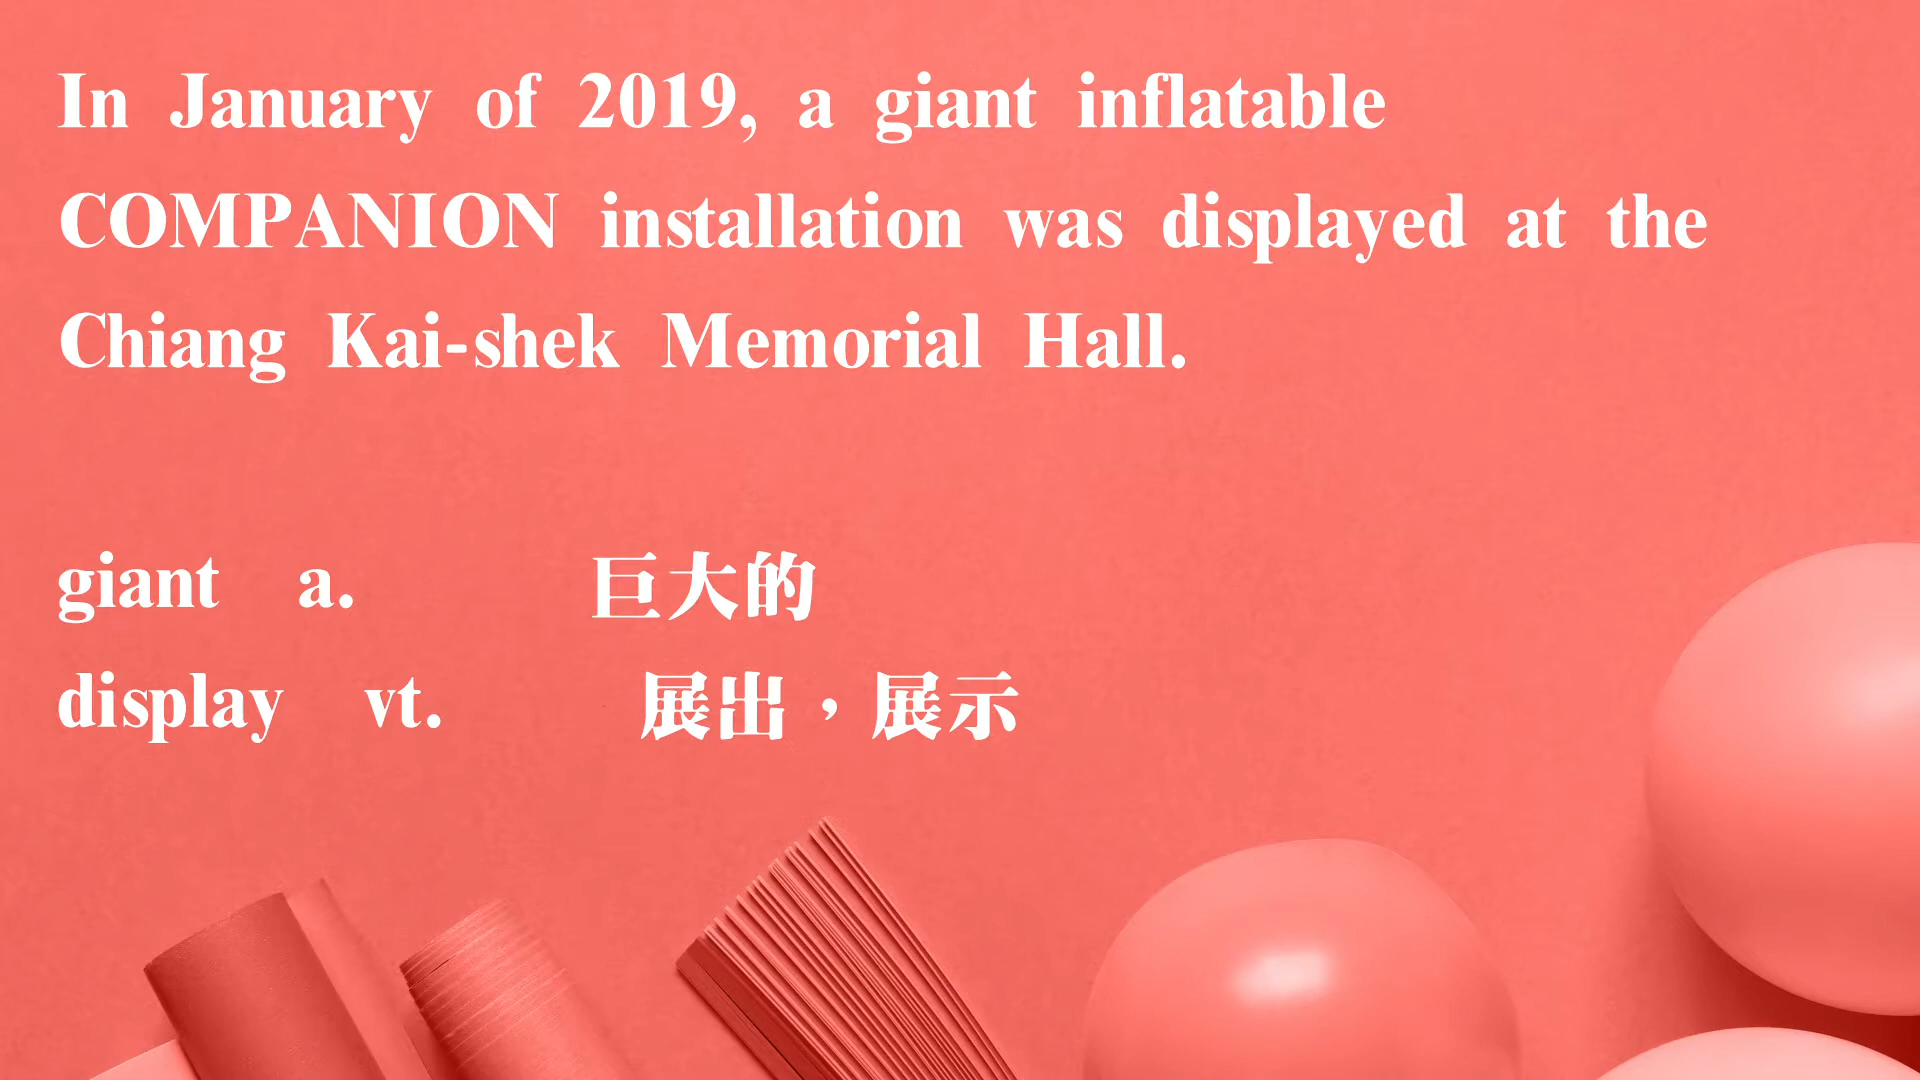 In January of 2019, a giant inflatable
COMPANION installation was displayed at the
Chiang Kai-shek Memorial Hall.
giant a. 巨大的
display vt. 展出，展示